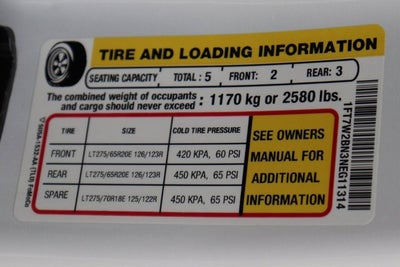 TIRE AND LOADING INFORMATION
SEATING CAPACITY TOTAL : 5 FRONT: 2 REAR: 3
The combined weight of occupants
and cargo should never exceed : 1170 kg or 2580 lbs.
TIRE SIZE COLD TIRE PRESSURE
FRONT LT275/65R20E 126/123R 420 KPA, 60 PSI
REAR LT275/65R20E 126/123R 450 KPA, 65 PSI
SPARE LT275/70R18E 125/122R 450 KPA, 65 PSI
SEE OWNERS
MANUAL FOR
ADDITIONAL
INFORMATION
1FT7W2BN3NEG11314